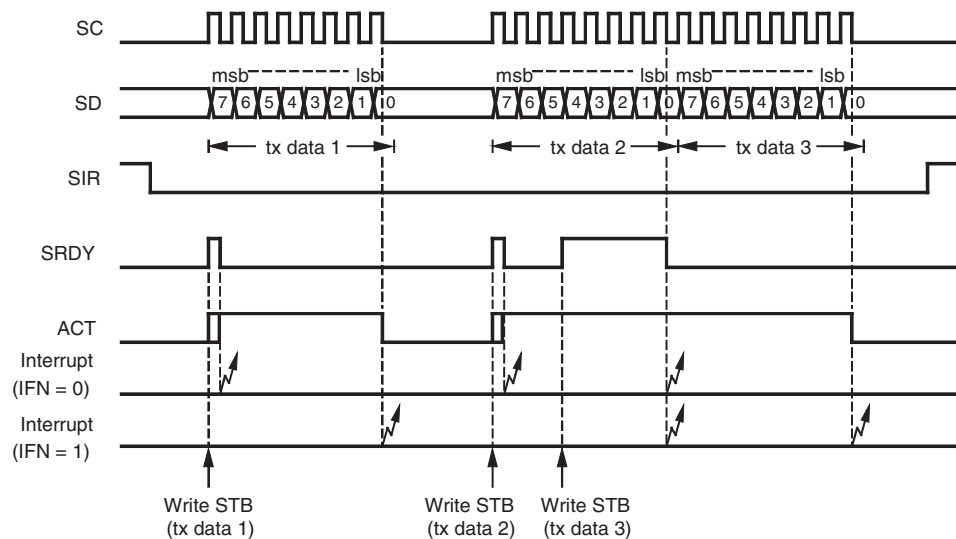 SC
msb lsb msb lsb
SD 7 6 5 4 3 2 1 0 7 6 5 4 3 2 1 0 7 6 5 4 3 2 1 0
tx data 1 tx data 2 tx data 3
SIR
SRDY
ACT
Interrupt
(IFN = 0)
Interrupt
(IFN = 1)
Write STB Write STB Write STB
(tx data 1) (tx data 2) (tx data 3)